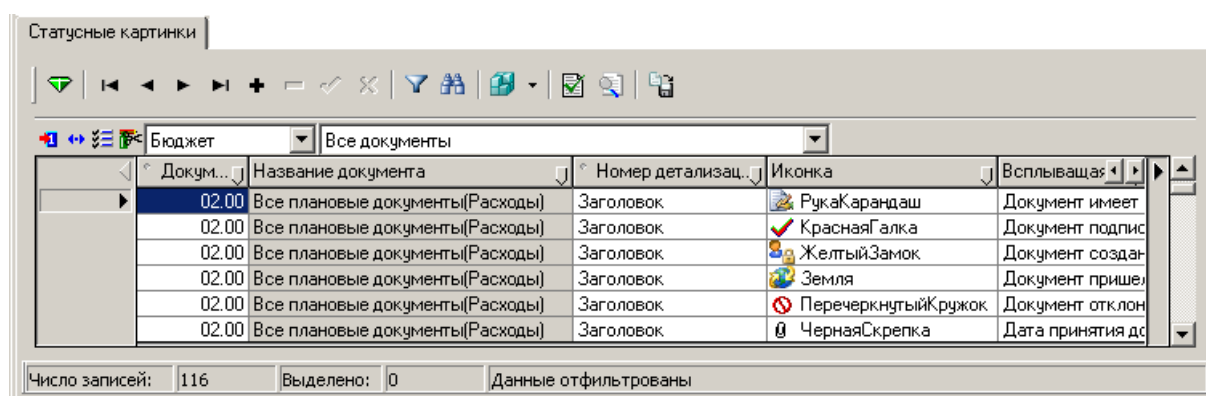 Статусные картинки
Бюджет Все документы
Докум... Название документа Номер детализац... Иконка Всплывающая
02.00 Все плановые документы(Расходы) Заголовок РукаКарандаш Документ имеет
02.00 Все плановые документы(Расходы) Заголовок КраснаяГалка Документ подпис
02.00 Все плановые документы(Расходы) Заголовок ЖелтыйЗамок Документ создан
02.00 Все плановые документы(Расходы) Заголовок Земля Документ пришел
02.00 Все плановые документы(Расходы) Заголовок ПеречеркнутыйКружок Документ отклон
02.00 Все плановые документы(Расходы) Заголовок ЧернаяСкрепка Дата принятия до
Число записей: 116 Выделено: 0 Данные отфильтрованы